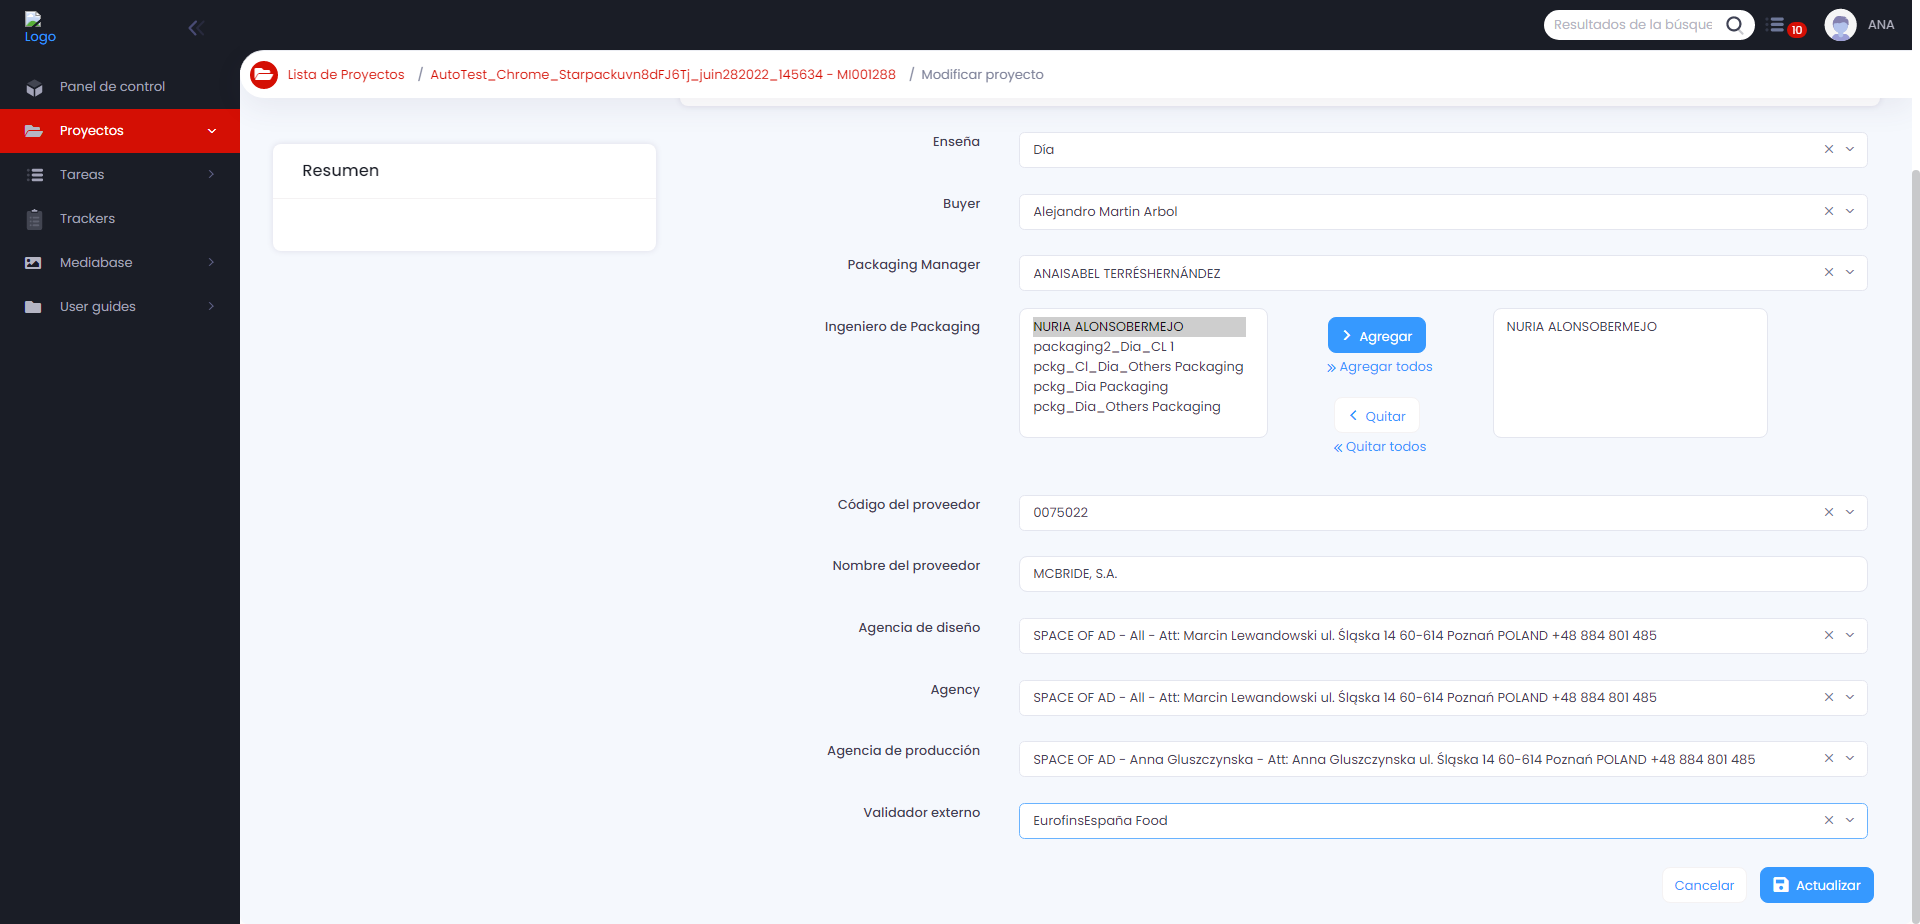 Logo
Resultados de la búsque
10
ANA
Panel de control
Proyectos
Tareas
Trackers
Mediabase
User guides
Lista de Proyectos / AutoTest_Chrome_Starpackuvn8dFJ6Tj_juin282022_145634 - MI001288 / Modificar proyecto
Resumen
Enseña
Día
Buyer
Alejandro Martin Arbol
Packaging Manager
ANAISABEL TERRÉSHERNÁNDEZ
Ingeniero de Packaging
NURIA ALONSOBERMEJO
packaging2_Dia_CL 1
pckg_Cl_Dia_Others Packaging
pckg_Dia Packaging
pckg_Dia_Others Packaging
Agregar
Agregar todos
Quitar
Quitar todos
NURIA ALONSOBERMEJO
Código del proveedor
0075022
Nombre del proveedor
MCBRIDE, S.A.
Agencia de diseño
SPACE OF AD - All - Att: Marcin Lewandowski ul. Śląska 14 60-614 Poznań POLAND +48 884 801 485
Agency
SPACE OF AD - All - Att: Marcin Lewandowski ul. Śląska 14 60-614 Poznań POLAND +48 884 801 485
Agencia de producción
SPACE OF AD - Anna Gluszczynska - Att: Anna Gluszczynska ul. Śląska 14 60-614 Poznań POLAND +48 884 801 485
Validador externo
EurofinsEspaña Food
Cancelar
Actualizar